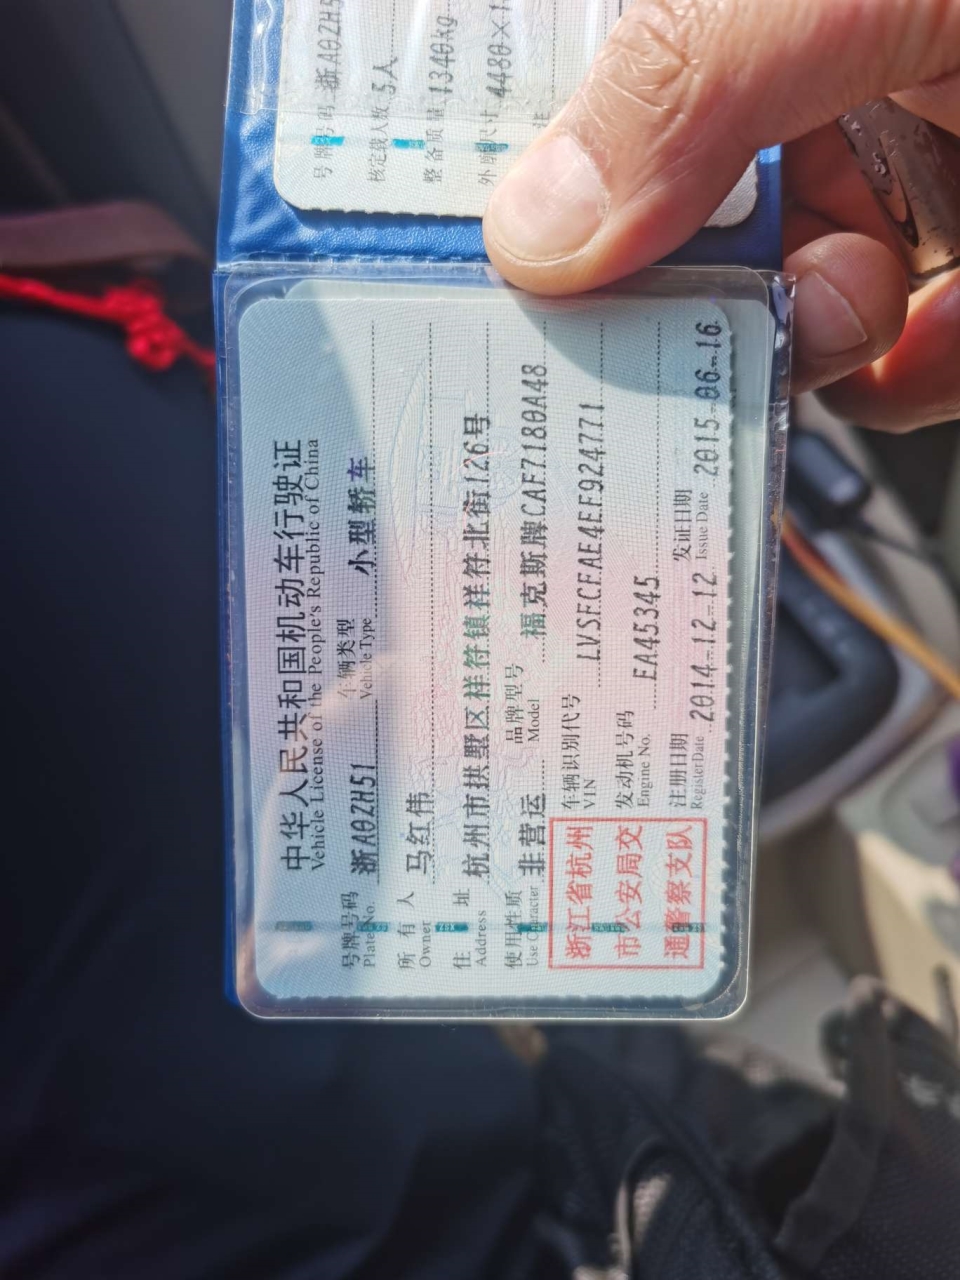 中华人民共和国机动车行驶证
Vehicle License of the People's Republic of China
号牌号码 浙A0ZH51 车辆类型 小型轿车
Plate No. Vehicle Type
所有人 马红伟
Owner
住址 杭州市拱墅区祥符镇祥符北街126号
Address
使用性质 非营运 品牌型号 福克斯牌CAF7180A48
Use Character Model
浙江省杭州
市公安局交
通警察支队
车辆识别代号 LVSFCFAE4EF924771
VIN
发动机号码 EA45345
Engine No.
注册日期 2014-12-12 发证日期 2015-06-16
Register Date Issue Date
号牌号码 浙A0ZH5
核定载人数 5人
整备质量 1340kg
外廓尺寸 4480×1